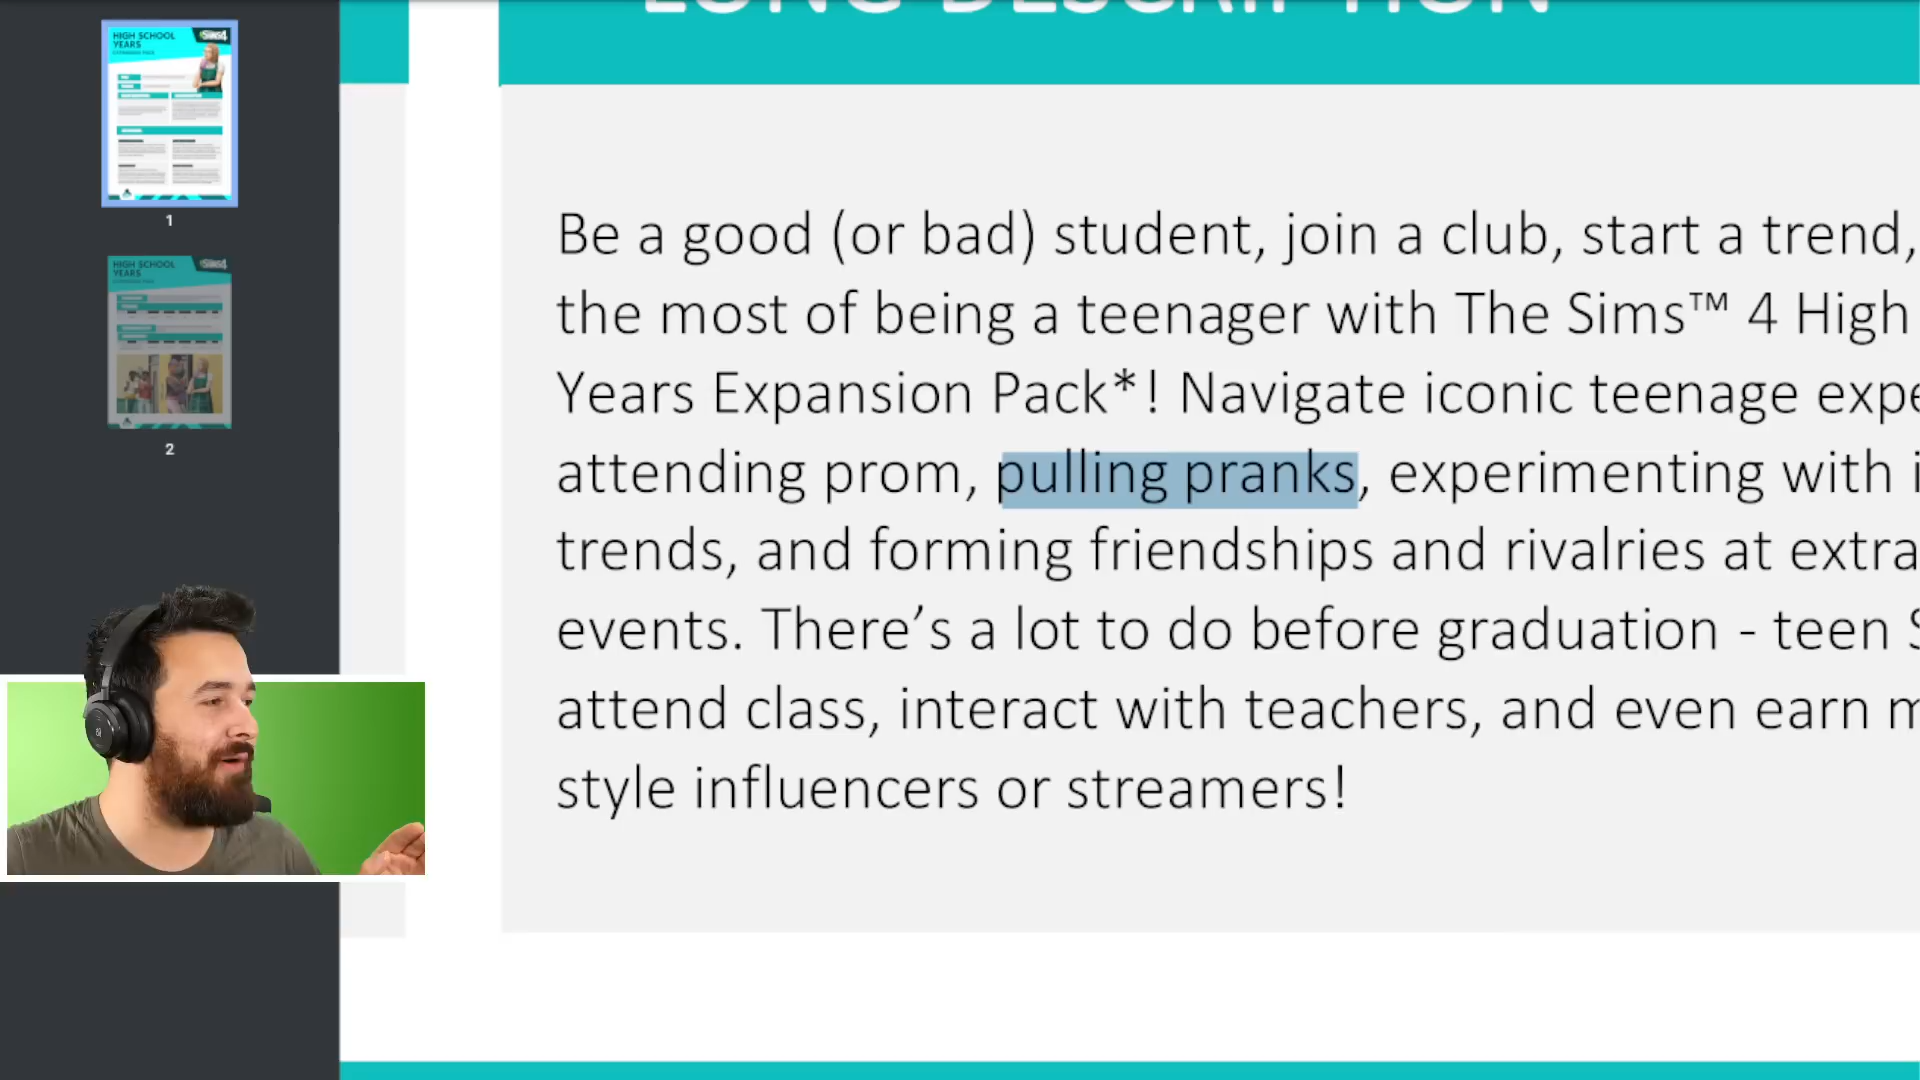 LONG DESCRIPTION
HIGH SCHOOL
YEARS
SIMS4
1
HIGH SCHOOL
YEARS
SIMS4
2
Be a good (or bad) student, join a club, start a trend,
the most of being a teenager with The Sims™ 4 High
Years Expansion Pack*! Navigate iconic teenage expe
attending prom, pulling pranks, experimenting with i
trends, and forming friendships and rivalries at extra
events. There’s a lot to do before graduation - teen S
attend class, interact with teachers, and even earn m
style influencers or streamers!